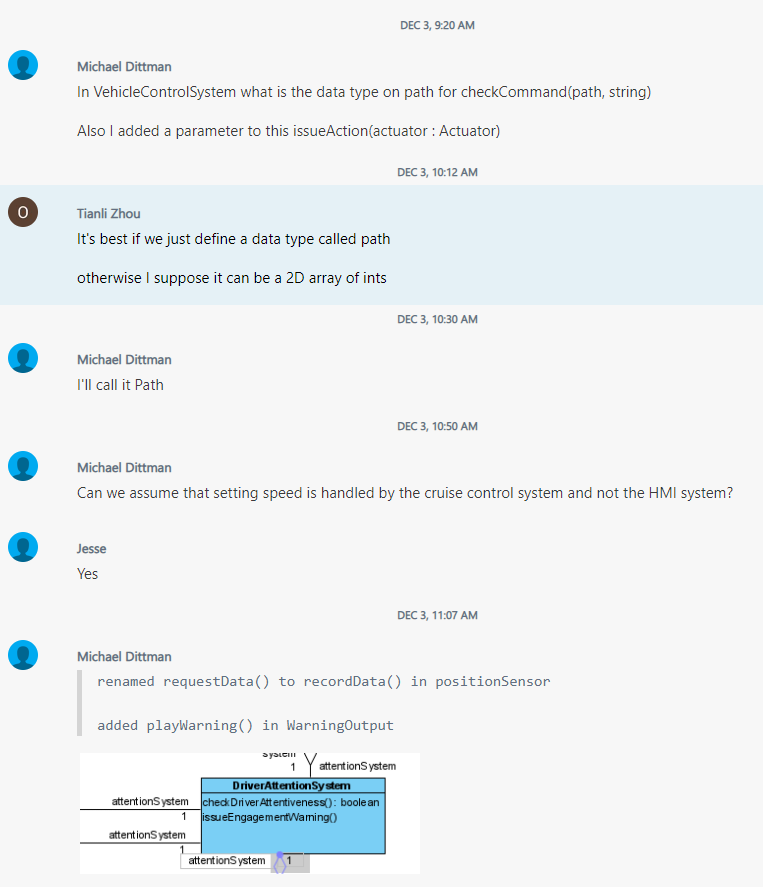 DEC 3, 9:20 AM
Michael Dittman
In VehicleControlSystem what is the data type on path for checkCommand(path, string)
Also I added a parameter to this issueAction(actuator : Actuator)
DEC 3, 10:12 AM
O
Tianli Zhou
It's best if we just define a data type called path
otherwise I suppose it can be a 2D array of ints
DEC 3, 10:30 AM
Michael Dittman
I'll call it Path
DEC 3, 10:50 AM
Michael Dittman
Can we assume that setting speed is handled by the cruise control system and not the HMI system?
Jesse
Yes
DEC 3, 11:07 AM
Michael Dittman
renamed requestData() to recordData() in positionSensor
added playWarning() in WarningOutput
system
1 attentionSystem
DriverAttentionSystem
attentionSystem
1
checkDriverAttentiveness() : boolean
issueEngagementWarning()
attentionSystem
1
attentionSystem
1